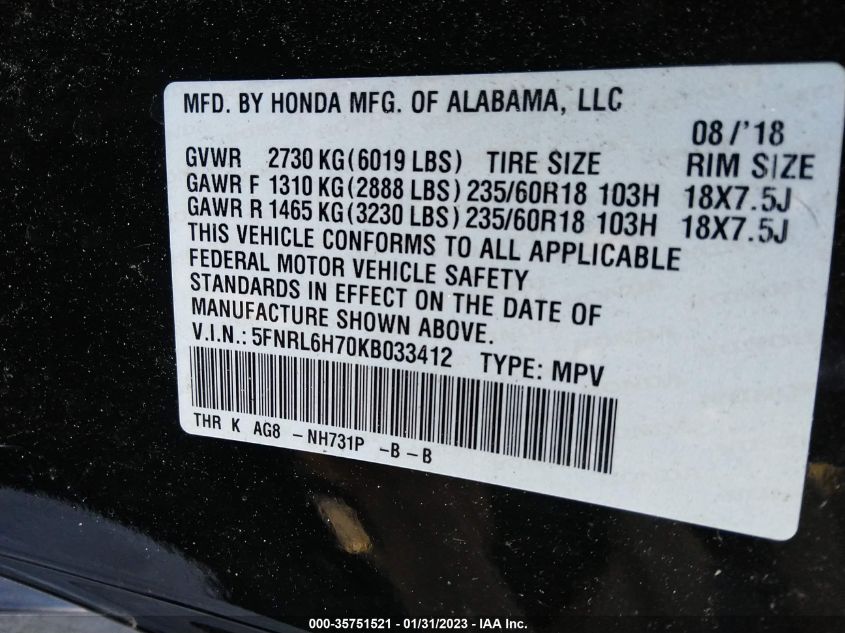 MFD. BY HONDA MFG. OF ALABAMA, LLC
08/'18
GVWR 2730 KG(6019 LBS) TIRE SIZE RIM SIZE
GAWR F 1310 KG(2888 LBS) 235/60R18 103H 18X7.5J
GAWR R 1465 KG(3230 LBS) 235/60R18 103H 18X7.5J
THIS VEHICLE CONFORMS TO ALL APPLICABLE
FEDERAL MOTOR VEHICLE SAFETY
STANDARDS IN EFFECT ON THE DATE OF
MANUFACTURE SHOWN ABOVE.
V.I.N.: 5FNRL6H70KB033412 TYPE: MPV
THR K AG8 -NH731P -B-B
000-35751521 - 01/31/2023 - IAA Inc.